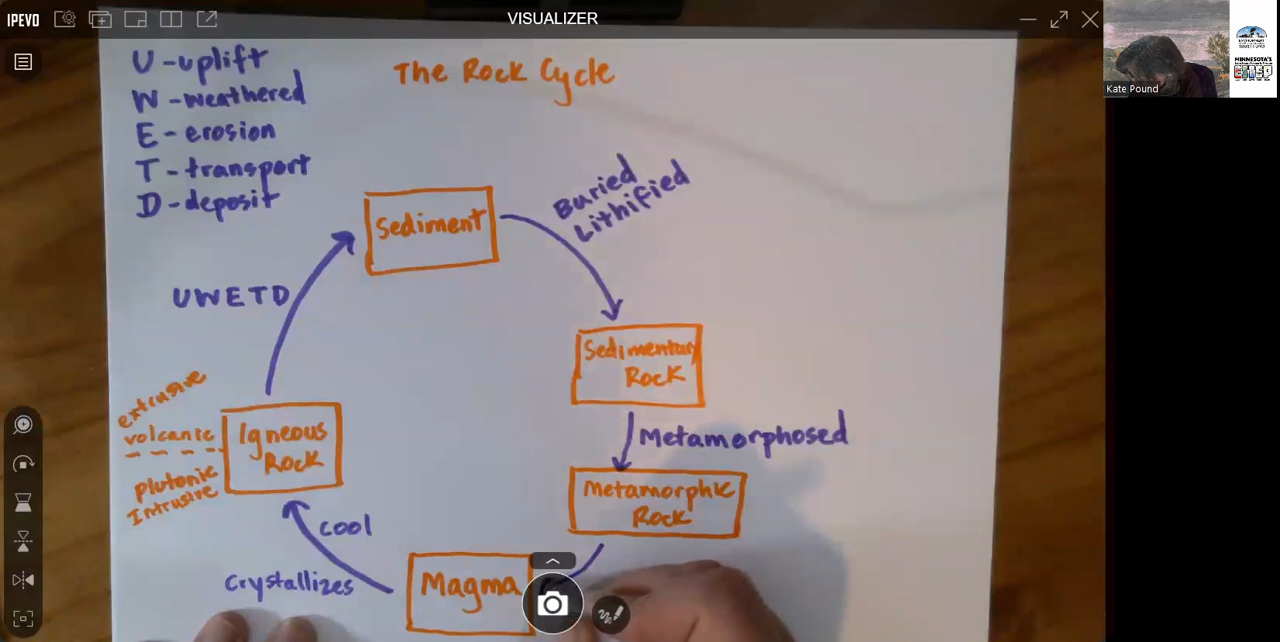 IPEVO
VISUALIZER
Kate Pound
MINNESOTA'S
U - uplift
W - weathered
E - erosion
T - transport
D - deposit
The Rock Cycle
Sediment
Buried
Lithified
UWETD
Sedimentary
Rock
extrusive
volcanic
plutonic
Intrusive
Igneous
Rock
Metamorphosed
Metamorphic
Rock
cool
Crystallizes
Magma